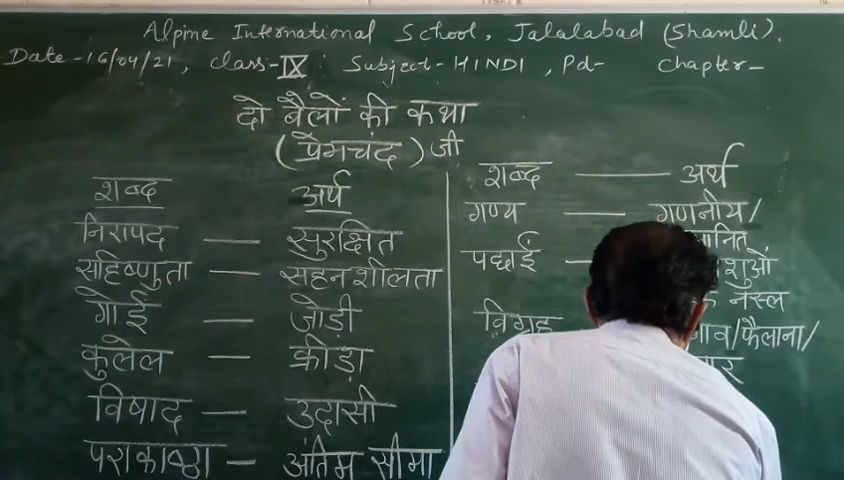 Alpine International School, Jalalabad (Shamli).
Date-16/04/21, class-IX: Subject-HINDI, Pd- Chapter-
दो बैलों की कथा
(प्रेमचंद) जी
शब्द अर्थ
निरापद — सुरक्षित
सहिष्णुता — सहनशीलता
गोई — जोड़ी
कुलेल — क्रीड़ा
विषाद — उदासी
पराकाष्ठा — अंतिम सीमा
शब्द — अर्थ
गण्य — गणनीय/
पछाईं —
नस्ल
विग्रह
फैलाना/